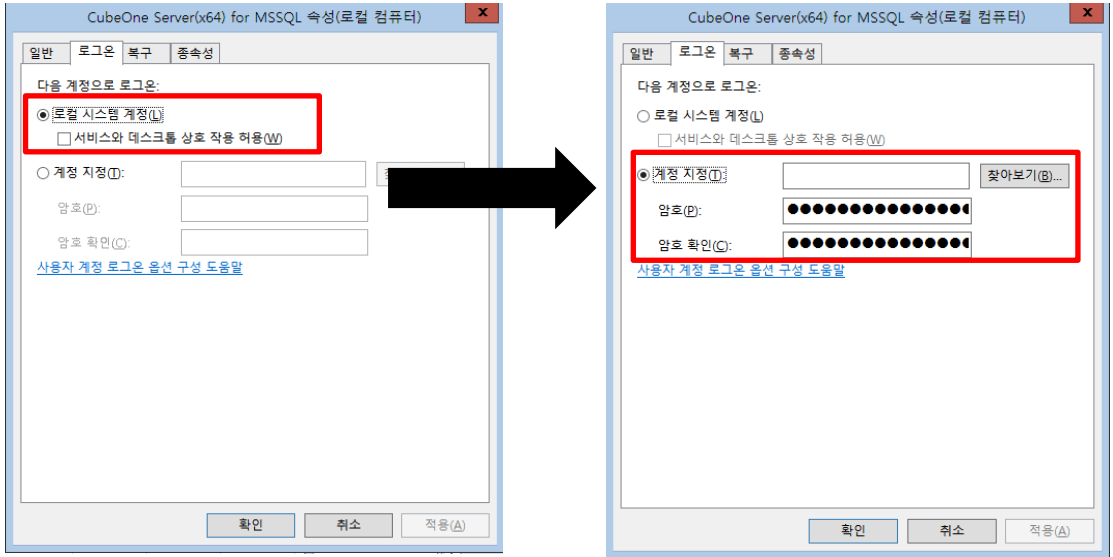 CubeOne Server(x64) for MSSQL 속성(로컬 컴퓨터)
x
일반 로그온 복구 종속성
다음 계정으로 로그온:
로컬 시스템 계정(L)
서비스와 데스크톱 상호 작용 허용(W)
계정 지정(T):
암호(P):
암호 확인(C):
사용자 계정 로그온 옵션 구성 도움말
확인 취소 적용(A)
CubeOne Server(x64) for MSSQL 속성(로컬 컴퓨터)
x
일반 로그온 복구 종속성
다음 계정으로 로그온:
로컬 시스템 계정(L)
서비스와 데스크톱 상호 작용 허용(W)
계정 지정(T): 찾아보기(B)...
암호(P): ●●●●●●●●●●●●●●●
암호 확인(C): ●●●●●●●●●●●●●●●
사용자 계정 로그온 옵션 구성 도움말
확인 취소 적용(A)